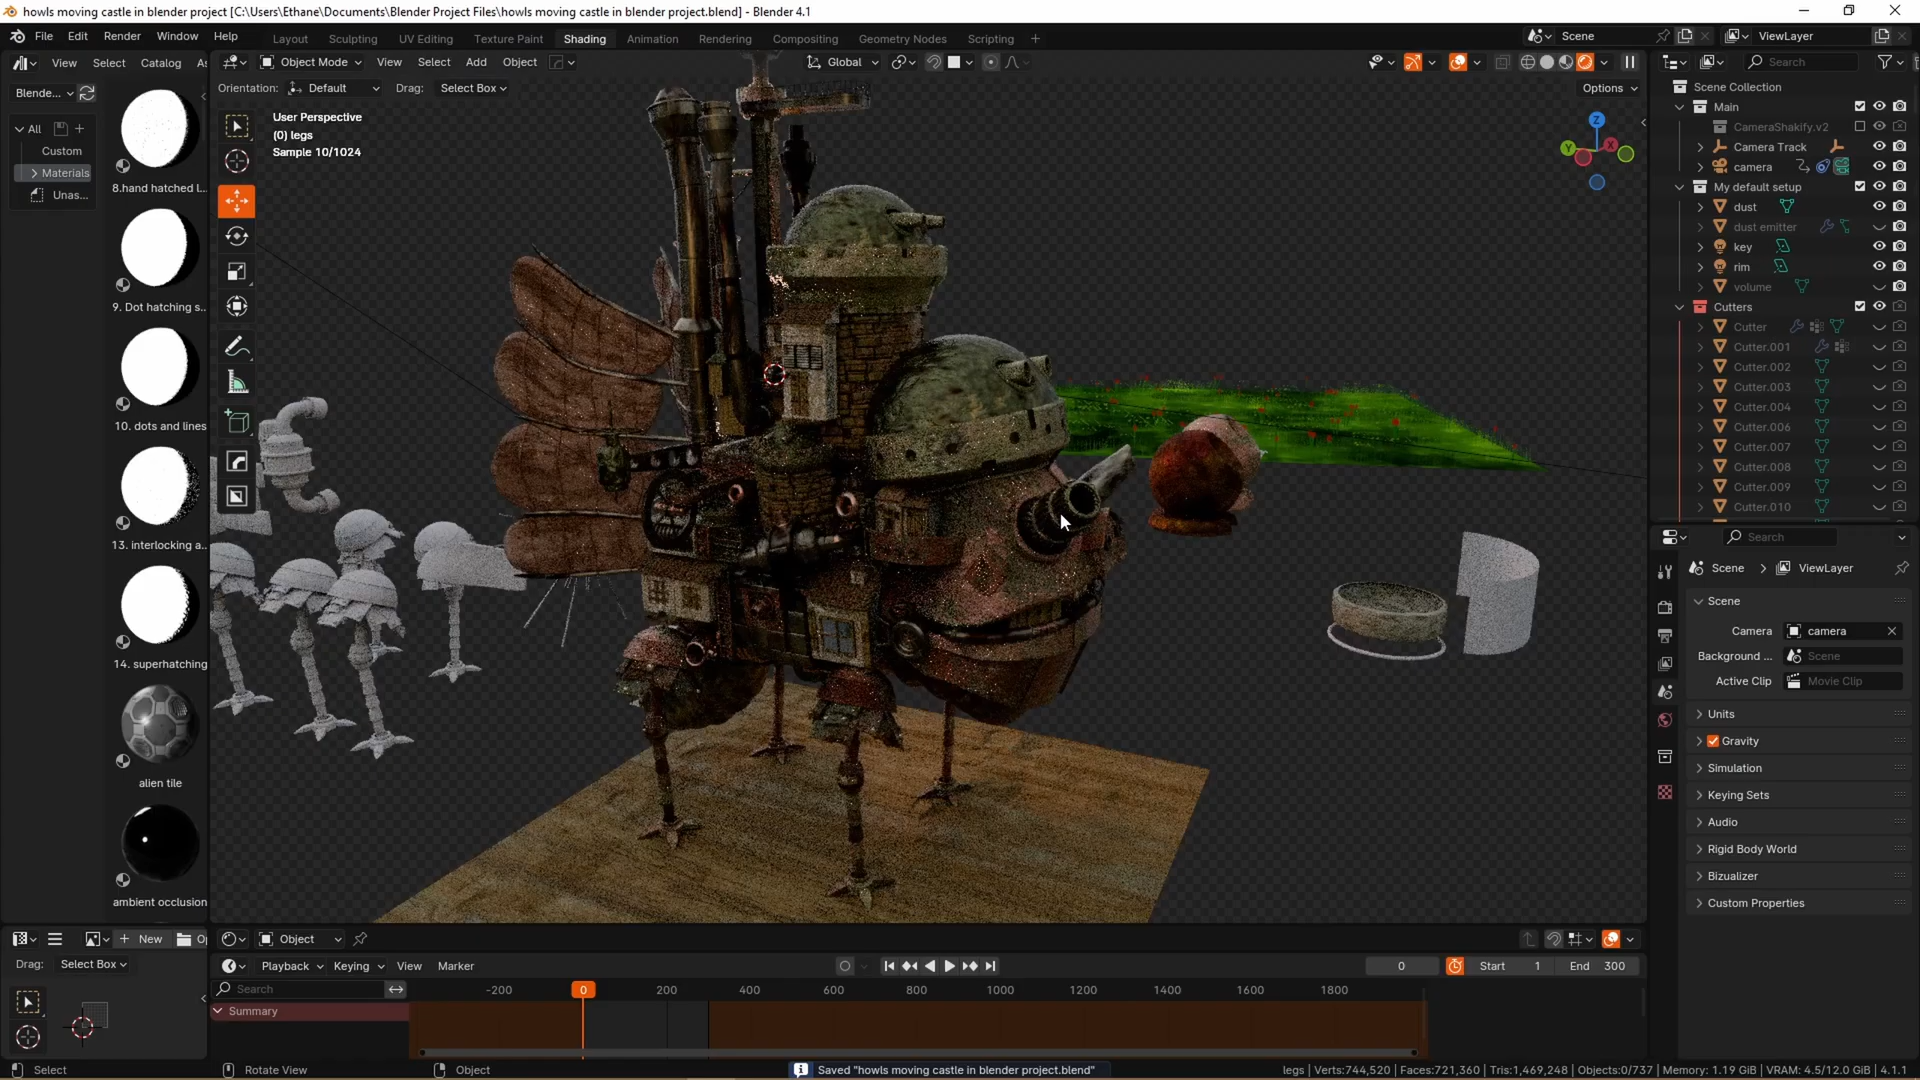 howls moving castle in blender project [C:\Users\Ethane\Documents\Blender Project Files\howls moving castle in blender project.blend] - Blender 4.1
File Edit Render Window Help
Layout Sculpting UV Editing Texture Paint Shading Animation Rendering Compositing Geometry Nodes Scripting +
Scene
ViewLayer
View Select Catalog As
Object Mode View Select Add Object
Global
Search
Blende...
Orientation: Default Drag: Select Box
Options
All
Custom
Materials
Unas...
8.hand hatched l...
9. Dot hatching s...
10. dots and lines
13. interlocking a...
14. superhatching
alien tile
ambient occlusion
User Perspective
(0) legs
Sample 10/1024
Z
Y
X
Scene Collection
Main
CameraShakify.v2
Camera Track
camera
My default setup
dust
dust emitter
key
rim
volume
Cutters
Cutter
Cutter.001
Cutter.002
Cutter.003
Cutter.004
Cutter.006
Cutter.007
Cutter.008
Cutter.009
Cutter.010
Search
Scene > ViewLayer
Scene
Camera camera
Background ... Scene
Active Clip Movie Clip
Units
Gravity
Simulation
Keying Sets
Audio
Rigid Body World
Bizualizer
Custom Properties
New
Op
Object
Drag: Select Box
Playback Keying View Marker
0
Start 1 End 300
Search
-200 0 200 400 600 800 1000 1200 1400 1600 1800
Summary
Select
Rotate View
Object
Saved "howls moving castle in blender project.blend"
legs | Verts:744,520 | Faces:721,360 | Tris:1,469,248 | Objects:0/737 | Memory: 1.19 GiB | VRAM: 4.5/12.0 GiB | 4.1.1